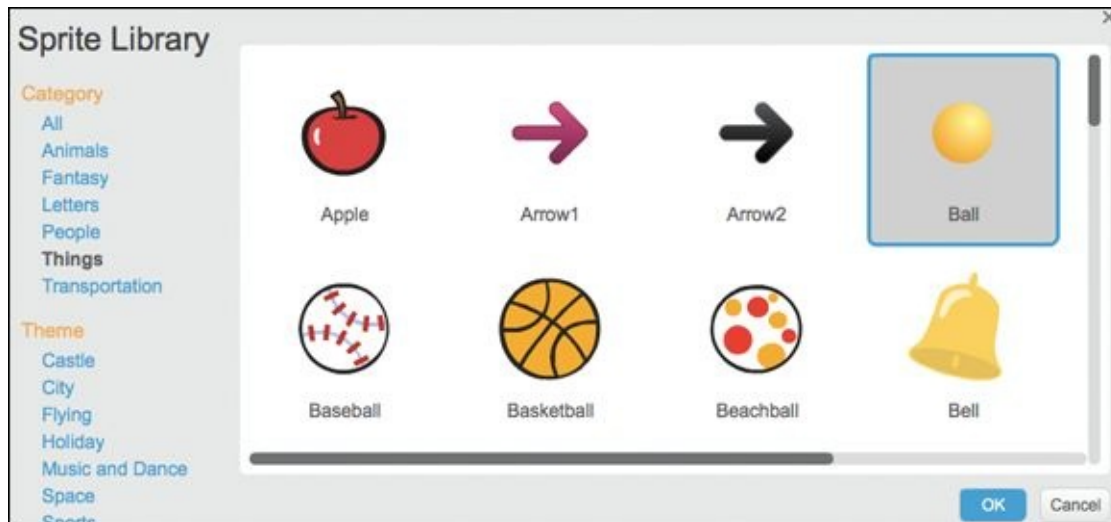 Sprite Library
Category
All
Animals
Fantasy
Letters
People
Things
Transportation
Theme
Castle
City
Flying
Holiday
Music and Dance
Space
Sports
Apple
Arrow1
Arrow2
Ball
Baseball
Basketball
Beachball
Bell
OK
Cancel